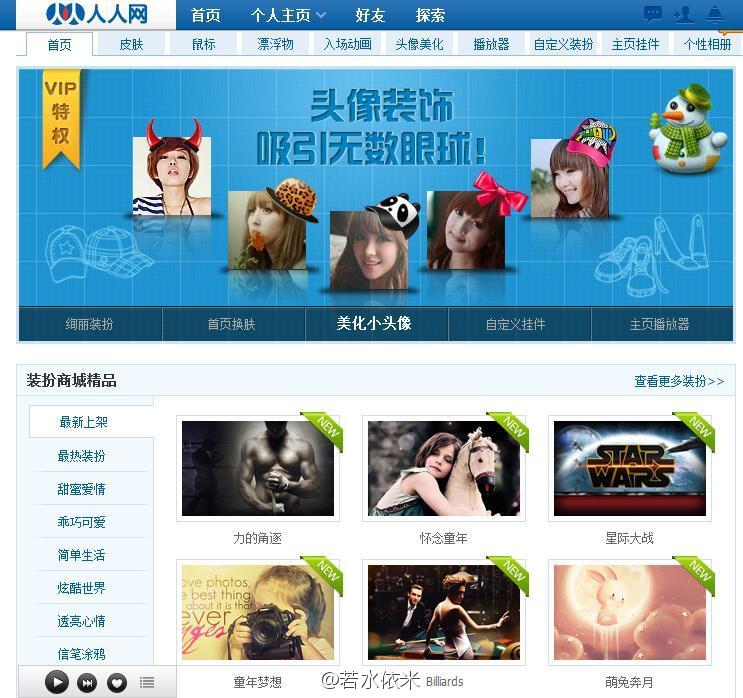 人人网 首页 个人主页 好友 探索
首页 皮肤 鼠标 漂浮物 入场动画 头像美化 播放器 自定义装扮 主页挂件 个性相册
VIP
特
权
头像装饰
吸引无数眼球!
绚丽装扮 首页换肤 美化小头像 自定义挂件 主页播放器
装扮商城精品 查看更多装扮>>
最新上架
最热装扮
甜蜜爱情
乖巧可爱
简单生活
炫酷世界
透亮心情
信笔涂鸦
NEW NEW NEW
STAR
WARS
力的角逐 怀念童年 星际大战
NEW NEW NEW
love photos,
best thing
about it is that
ever
童年梦想 Billiards 萌兔奔月
@若水依米